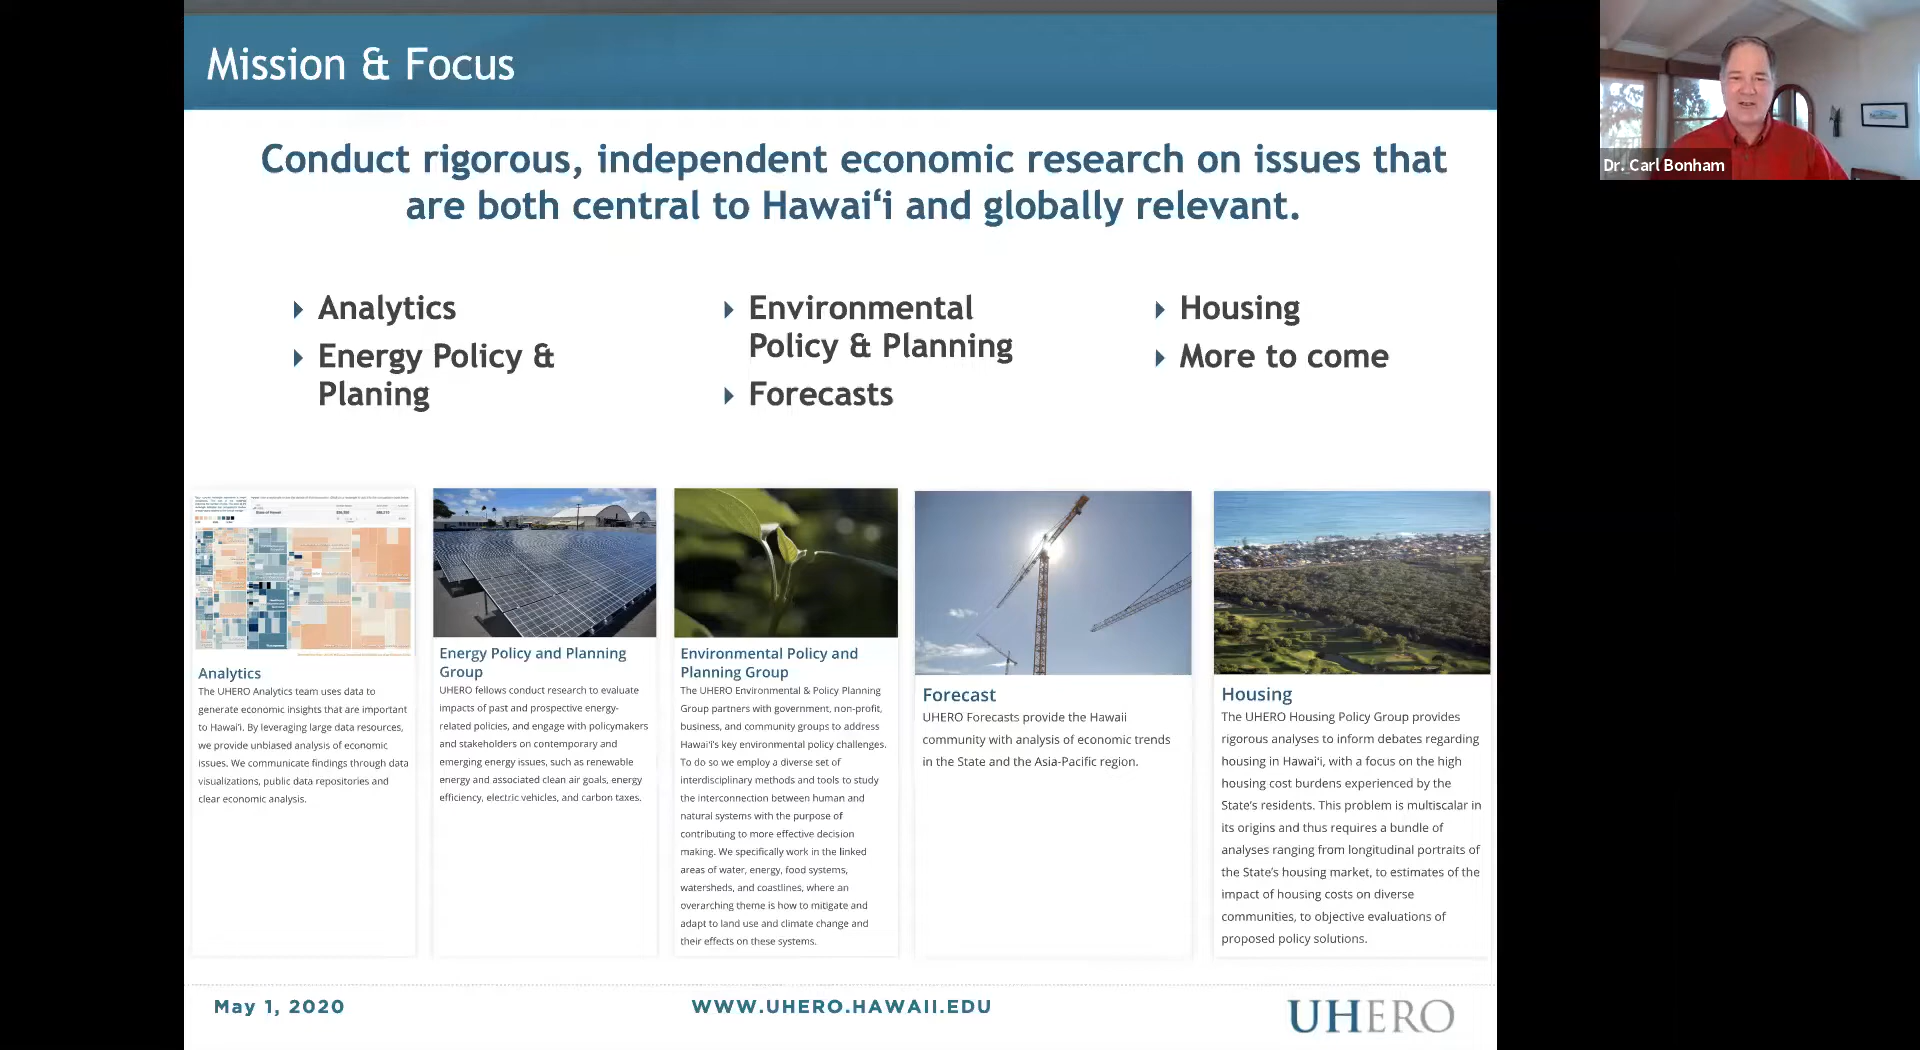 Mission & Focus
Conduct rigorous, independent economic research on issues that
are both central to Hawaiʻi and globally relevant.
Analytics
Energy Policy &
Planing
Environmental
Policy & Planning
Forecasts
Housing
More to come
Analytics
The UHERO Analytics team uses data to
generate economic insights that are important
to Hawai'i. By leveraging large data resources,
we provide unbiased analysis of economic
issues. We communicate findings through data
visualizations, public data repositories and
clear economic analysis.
Energy Policy and Planning
Group
UHERO fellows conduct research to evaluate
impacts of past and prospective energy-
related policies, and engage with policymakers
and stakeholders on contemporary and
emerging energy issues, such as renewable
energy and associated clean air goals, energy
efficiency, electric vehicles, and carbon taxes.
Environmental Policy and
Planning Group
The UHERO Environmental & Policy Planning
Group partners with government, non-profit,
business, and community groups to address
Hawai'i's key environmental policy challenges.
To do so we employ a diverse set of
interdisciplinary methods and tools to study
the interconnection between human and
natural systems with the purpose of
contributing to more effective decision
making. We specifically work in the linked
areas of water, energy, food systems,
watersheds, and coastlines, where an
overarching theme is how to mitigate and
adapt to land use and climate change and
their effects on these systems.
Forecast
UHERO Forecasts provide the Hawaii
community with analysis of economic trends
in the State and the Asia-Pacific region.
Housing
The UHERO Housing Policy Group provides
rigorous analyses to inform debates regarding
housing in Hawai'i, with a focus on the high
housing cost burdens experienced by the
State's residents. This problem is multiscalar in
its origins and thus requires a bundle of
analyses ranging from longitudinal portraits of
the State's housing market, to estimates of the
impact of housing costs on diverse
communities, to objective evaluations of
proposed policy solutions.
May 1, 2020
WWW.UHERO.HAWAII.EDU
UHERO
Dr. Carl Bonham